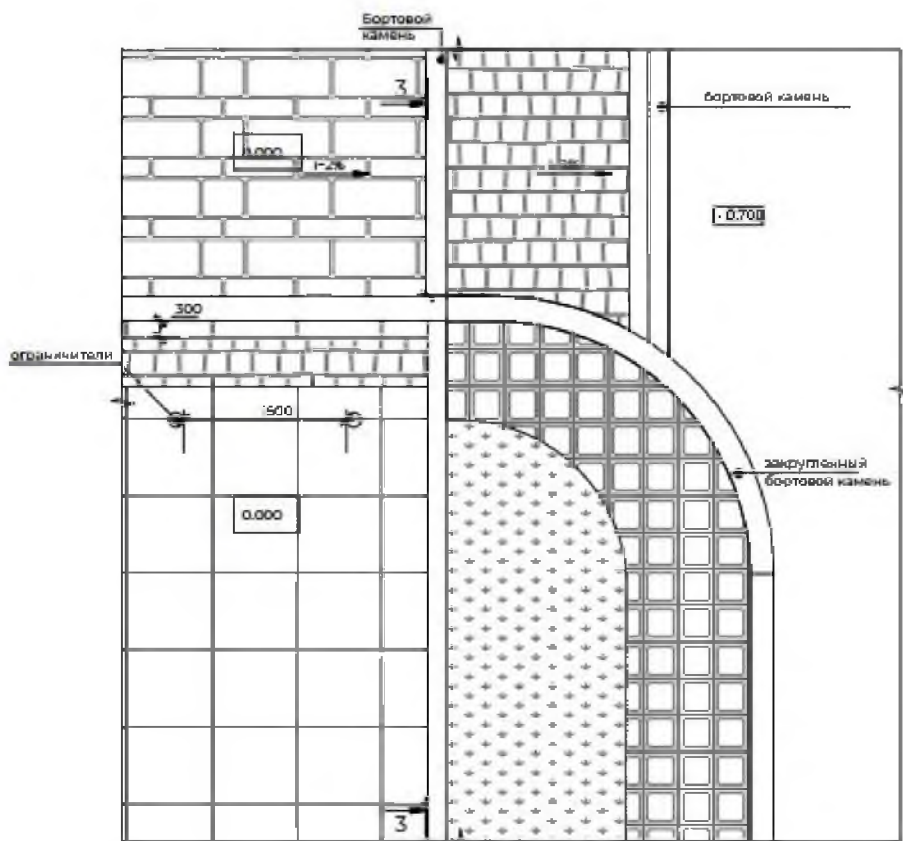 Бортовой
камень
3
бортовой камень
0.000
i=2%
i=2%
- 0.700
300
ограничители
1500
закругленный
бортовой камень
0.000
3